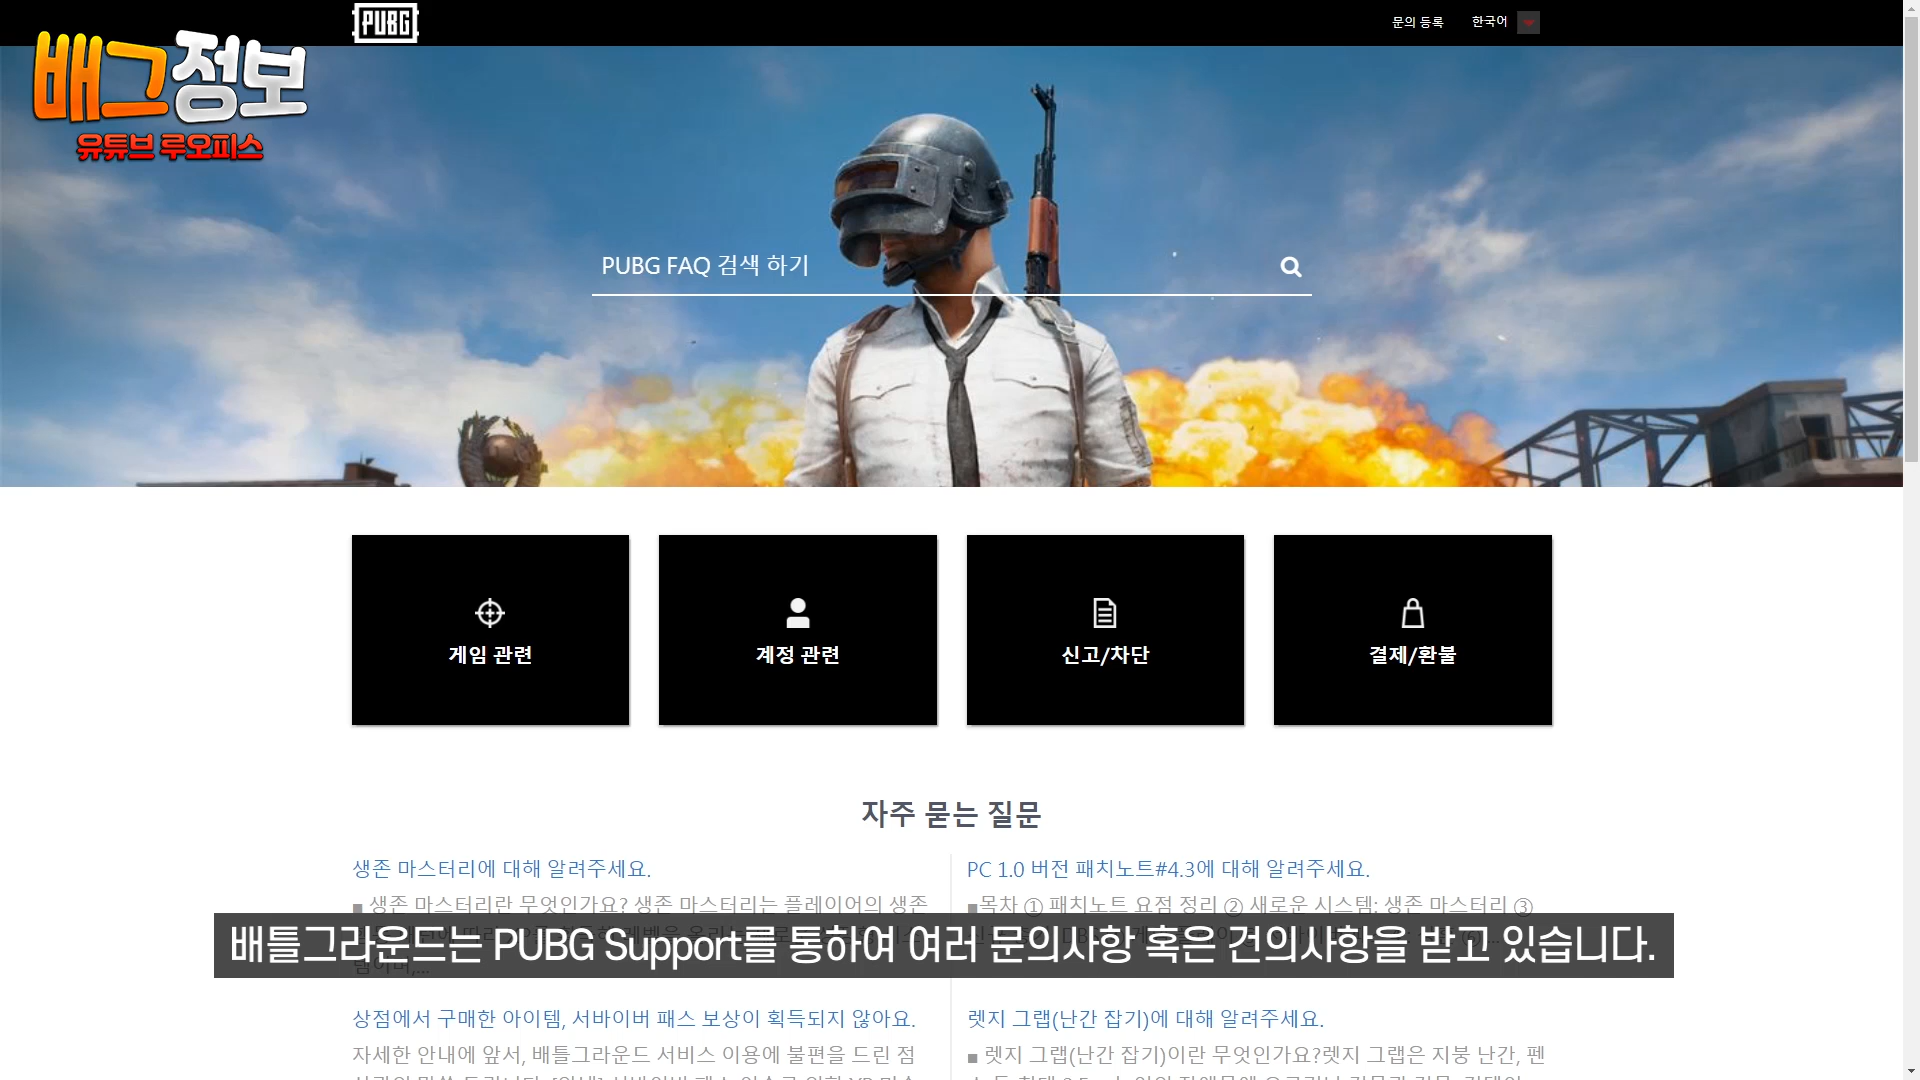 PUBG
문의 등록 한국어
배그정보
유튜브 루오피스
PUBG FAQ 검색 하기
게임 관련
계정 관련
신고/차단
결제/환불
자주 묻는 질문
생존 마스터리에 대해 알려주세요.
■ 생존 마스터리란 무엇인가요? 생존 마스터리는 플레이어의 생존
PC 1.0 버전 패치노트#4.3에 대해 알려주세요.
■목차 ① 패치노트 요점 정리 ② 새로운 시스템: 생존 마스터리 ③
배틀그라운드는 PUBG Support를 통하여 여러 문의사항 혹은 건의사항을 받고 있습니다.
상점에서 구매한 아이템, 서바이버 패스 보상이 획득되지 않아요.
자세한 안내에 앞서, 배틀그라운드 서비스 이용에 불편을 드린 점
렛지 그랩(난간 잡기)에 대해 알려주세요.
■ 렛지 그랩(난간 잡기)이란 무엇인가요?렛지 그랩은 지붕 난간, 펜